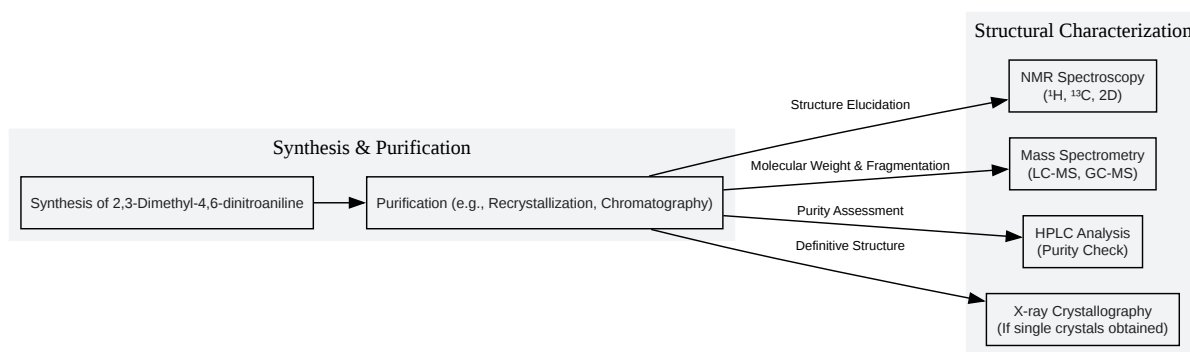 Structural Characterization
NMR Spectroscopy
(¹H, ¹³C, 2D)
Structure Elucidation
Synthesis & Purification
Mass Spectrometry
(LC-MS, GC-MS)
Molecular Weight & Fragmentation
Synthesis of 2,3-Dimethyl-4,6-dinitroaniline
Purification (e.g., Recrystallization, Chromatography)
Purity Assessment
HPLC Analysis
(Purity Check)
Definitive Structure
X-ray Crystallography
(If single crystals obtained)